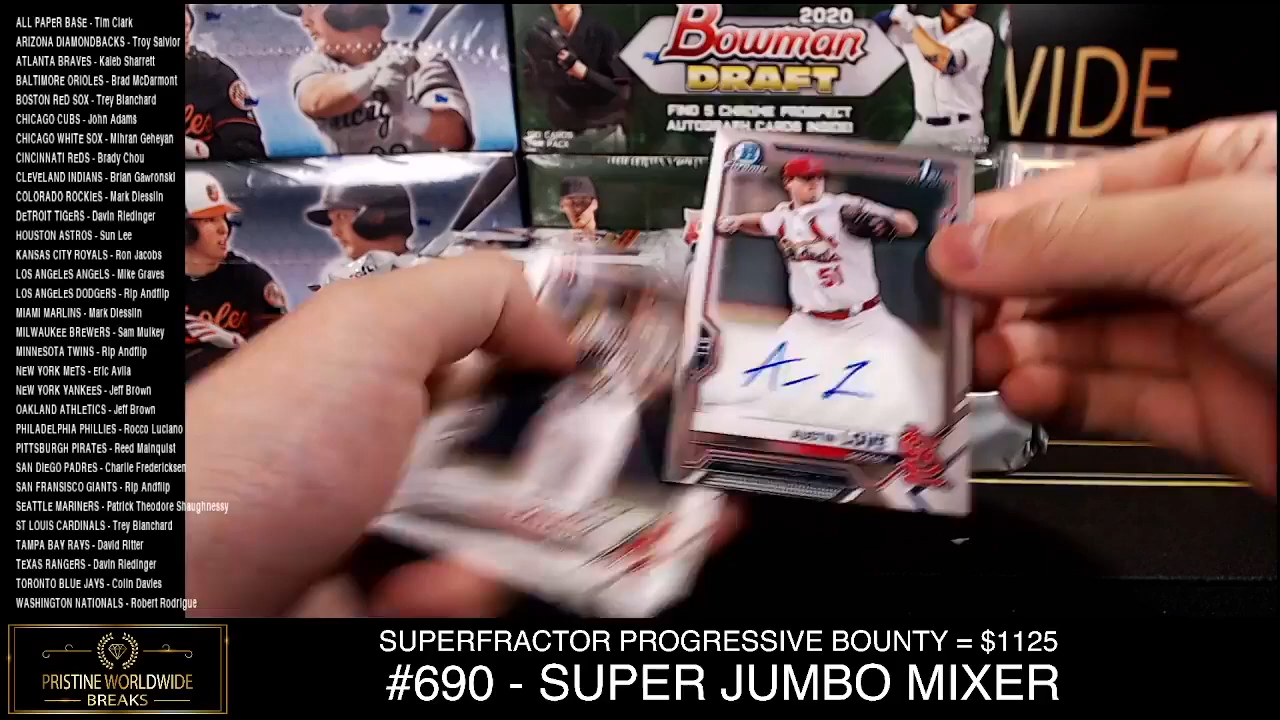 ALL PAPER BASE - Tim Clark
ARIZONA DIAMONDBACKS - Troy Salvior
ATLANTA BRAVES - Kaleb Sharrett
BALTIMORE ORIOLES - Brad McDarmont
BOSTON RED SOX - Trey Blanchard
CHICAGO CUBS - John Adams
CHICAGO WHITE SOX - Mihran Geheyan
CINCINNATI REDS - Brady Chou
CLEVELAND INDIANS - Brian Gawronski
COLORADO ROCKIES - Mark Diesslin
DETROIT TIGERS - Davin Riedinger
HOUSTON ASTROS - Sun Lee
KANSAS CITY ROYALS - Ron Jacobs
LOS ANGELES ANGELS - Mike Graves
LOS ANGELES DODGERS - Rip Andflip
MIAMI MARLINS - Mark Diesslin
MILWAUKEE BREWERS - Sam Mulkey
MINNESOTA TWINS - Rip Andflip
NEW YORK METS - Eric Avila
NEW YORK YANKEES - Jeff Brown
OAKLAND ATHLETICS - Jeff Brown
PHILADELPHIA PHILLIES - Rocco Luciano
PITTSBURGH PIRATES - Reed Mainquist
SAN DIEGO PADRES - Charlie Fredericksen
SAN FRANSISCO GIANTS - Rip Andflip
SEATTLE MARINERS - Patrick Theodore Shaughnessy
ST LOUIS CARDINALS - Trey Blanchard
TAMPA BAY RAYS - David Ritter
TEXAS RANGERS - Davin Riedinger
TORONTO BLUE JAYS - Colin Davies
WASHINGTON NATIONALS - Robert Rodrigue
2020
Bowman
DRAFT
FIND 5 CHROME PROSPECT
AUTOGRAPH CARDS INSIDE
VIDE
51
PRISTINE WORLDWIDE
BREAKS
SUPERFRACTOR PROGRESSIVE BOUNTY = $1125
#690 - SUPER JUMBO MIXER